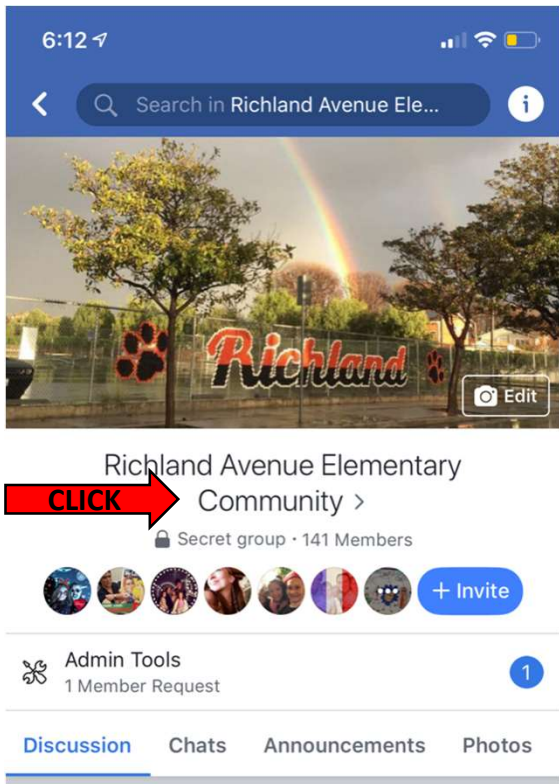 6:12
Search in Richland Avenue Ele...
i
Richland
Edit
Richland Avenue Elementary
CLICK
Community >
Secret group · 141 Members
+ Invite
Admin Tools
1 Member Request
1
Discussion Chats Announcements Photos